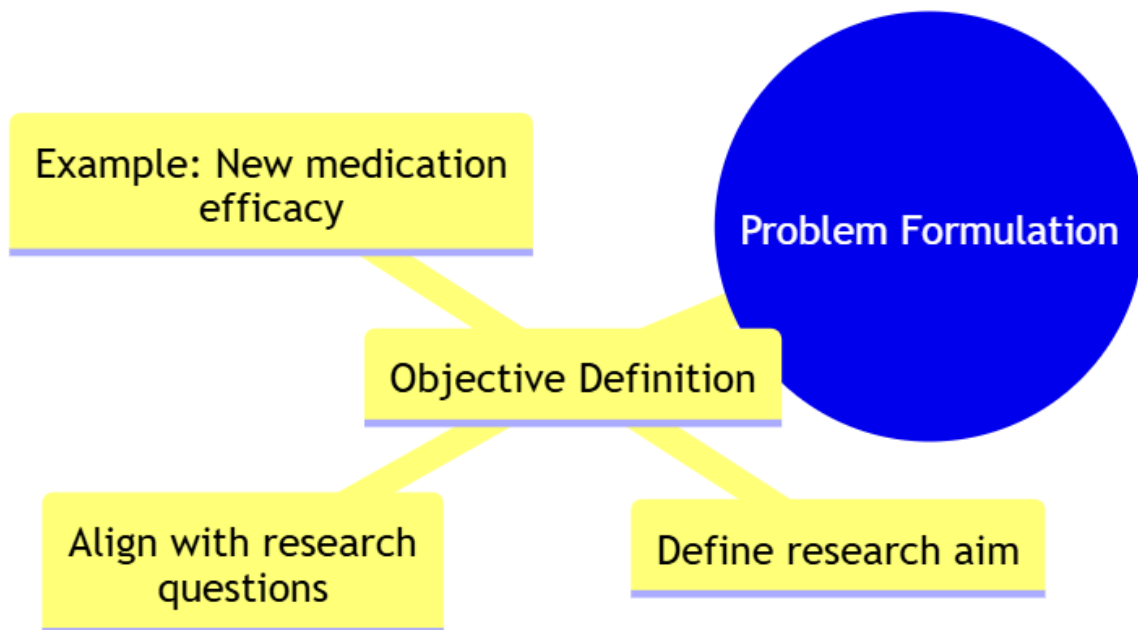 Example: New medication
efficacy
Problem Formulation
Objective Definition
Align with research
questions
Define research aim